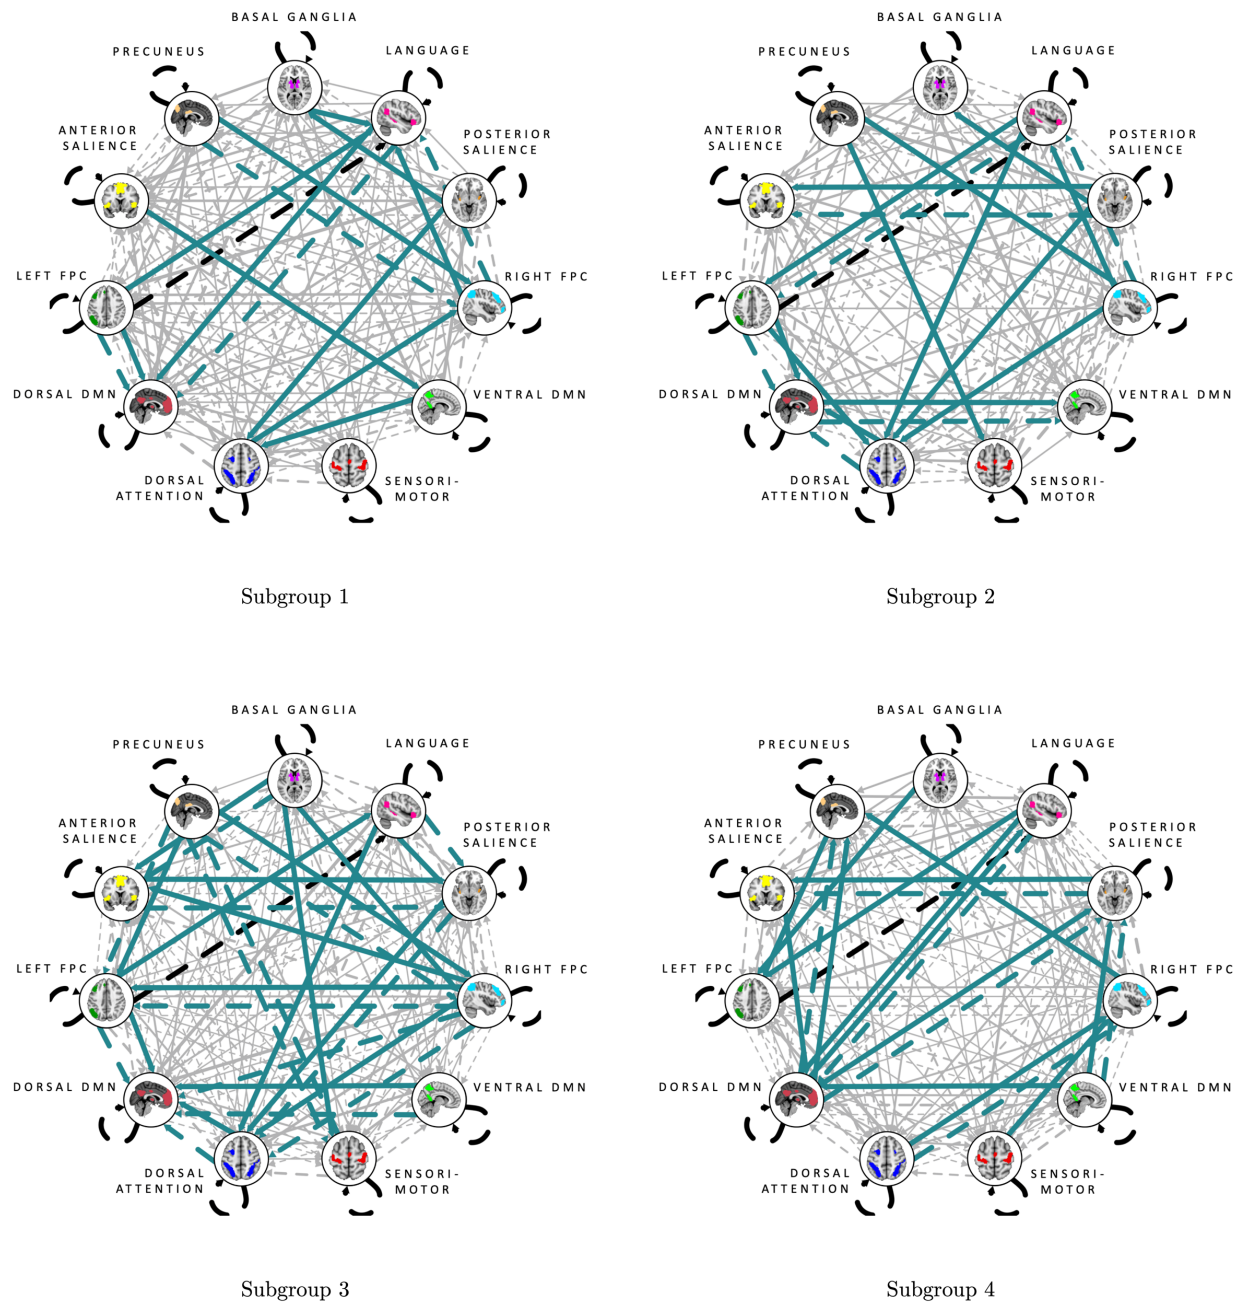 BASAL GANGLIA
BASAL GANGLIA
PRECUNEUS
LANGUAGE
PRECUNEUS
LANGUAGE
ANTERIOR
SALIENCE
POSTERIOR
SALIENCE
ANTERIOR
SALIENCE
POSTERIOR
SALIENCE
LEFT FPC
RIGHT FPC
LEFT FPC
RIGHT FPC
DORSAL DMN
VENTRAL DMN
DORSAL DMN
VENTRAL DMN
DORSAL
ATTENTION
SENSORI-
MOTOR
DORSAL
ATTENTION
SENSORI-
MOTOR
Subgroup 1
Subgroup 2
BASAL GANGLIA
BASAL GANGLIA
PRECUNEUS
LANGUAGE
PRECUNEUS
LANGUAGE
ANTERIOR
SALIENCE
POSTERIOR
SALIENCE
ANTERIOR
SALIENCE
POSTERIOR
SALIENCE
LEFT FPC
RIGHT FPC
LEFT FPC
RIGHT FPC
DORSAL DMN
VENTRAL DMN
DORSAL DMN
VENTRAL DMN
DORSAL
ATTENTION
SENSORI-
MOTOR
DORSAL
ATTENTION
SENSORI-
MOTOR
Subgroup 3
Subgroup 4